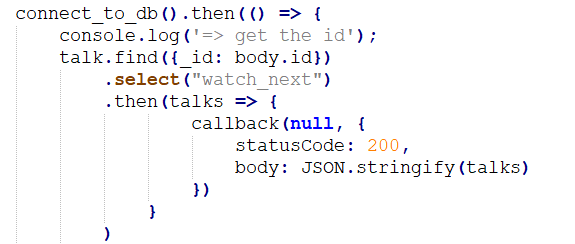 connect_to_db().then(() => {
    console.log('=> get the id');
    talk.find({_id: body.id})
        .select("watch_next")
        .then(talks => {
                callback(null, {
                    statusCode: 200,
                    body: JSON.stringify(talks)
                })
            }
        )